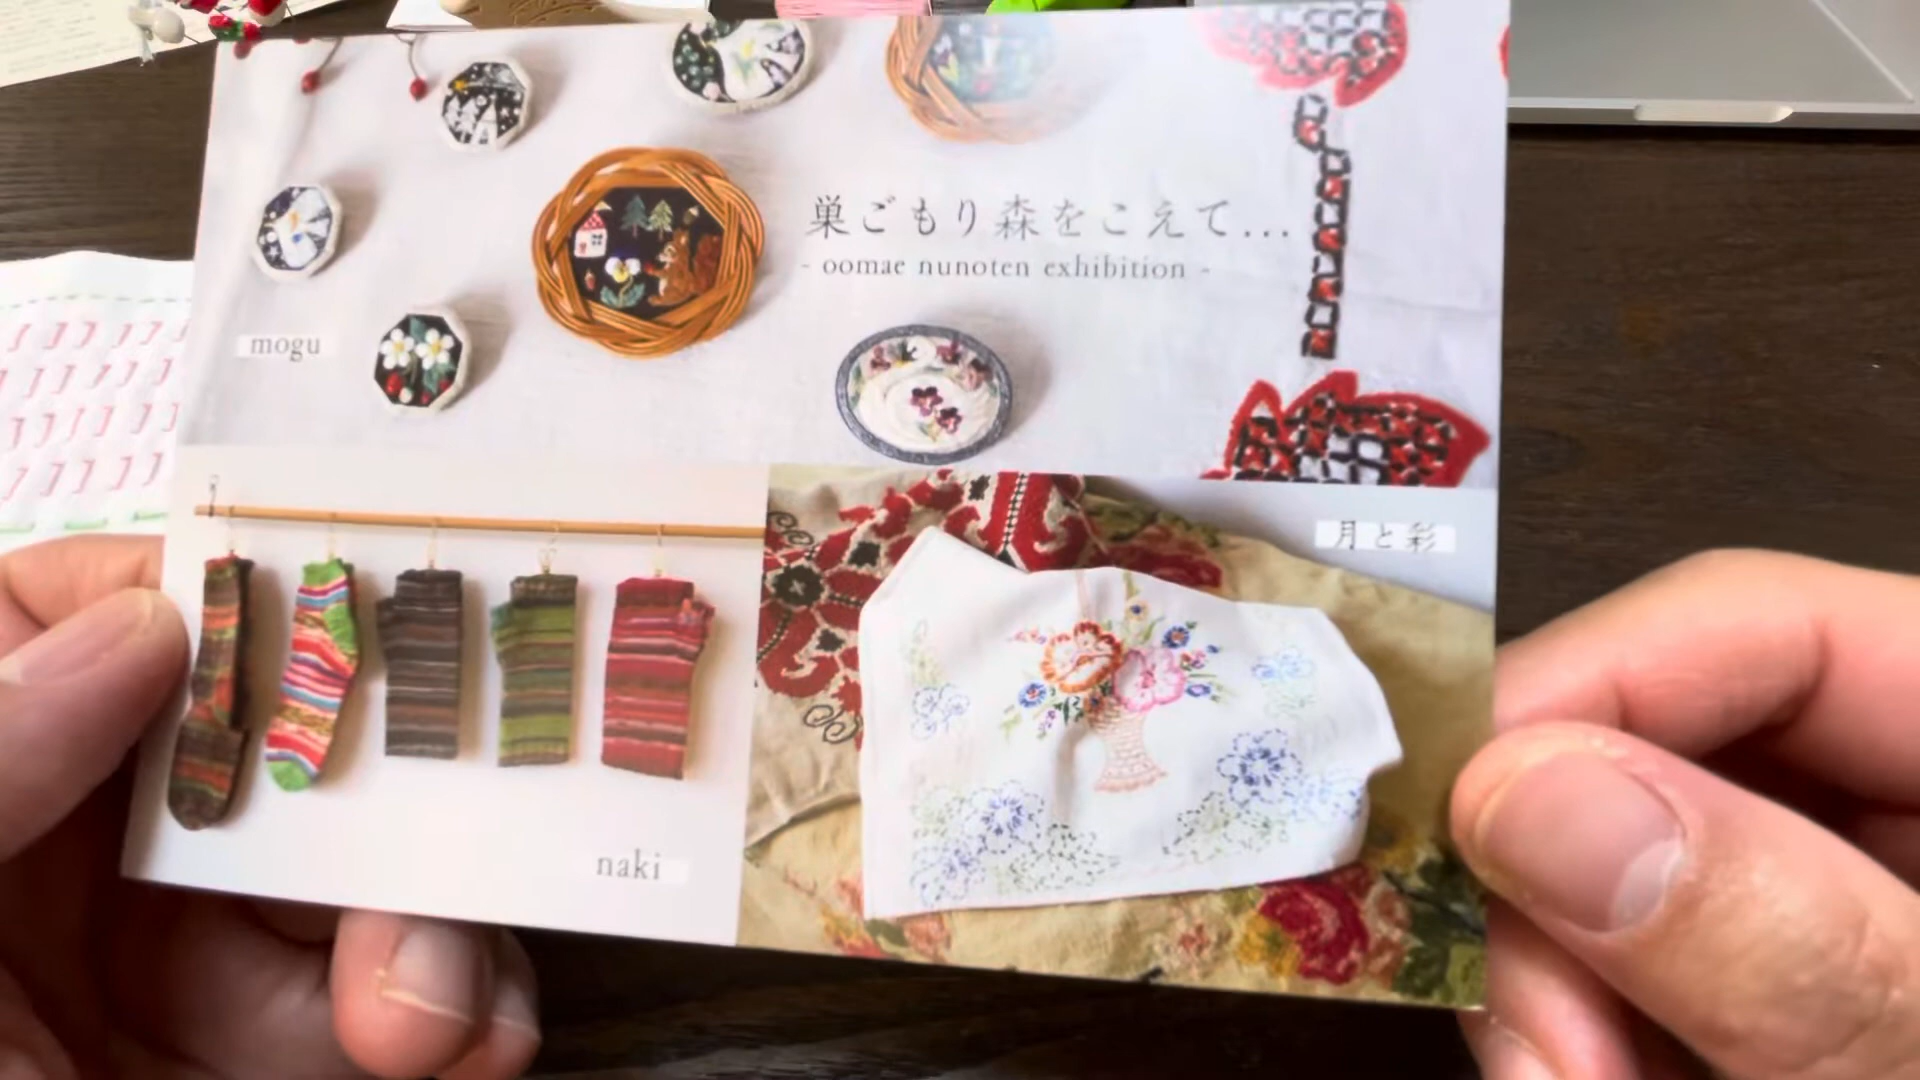 巣ごもり森をこえて...
- oomae nunoten exhibition -
mogu
月と彩
naki